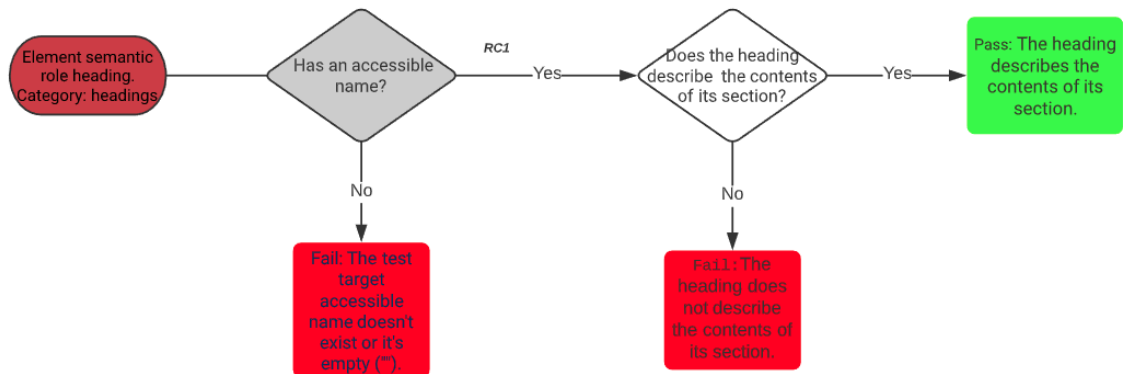 Element semantic
role heading.
Category: headings
Has an accessible
name?
RC1
Yes
Does the heading
describe the contents
of its section?
Yes
Pass: The heading
describes the
contents of its
section.
No
Fail: The test
target
accessible
name doesn't
exist or it's
empty ("").
No
Fail: The
heading does
not describe
the contents of
its section.